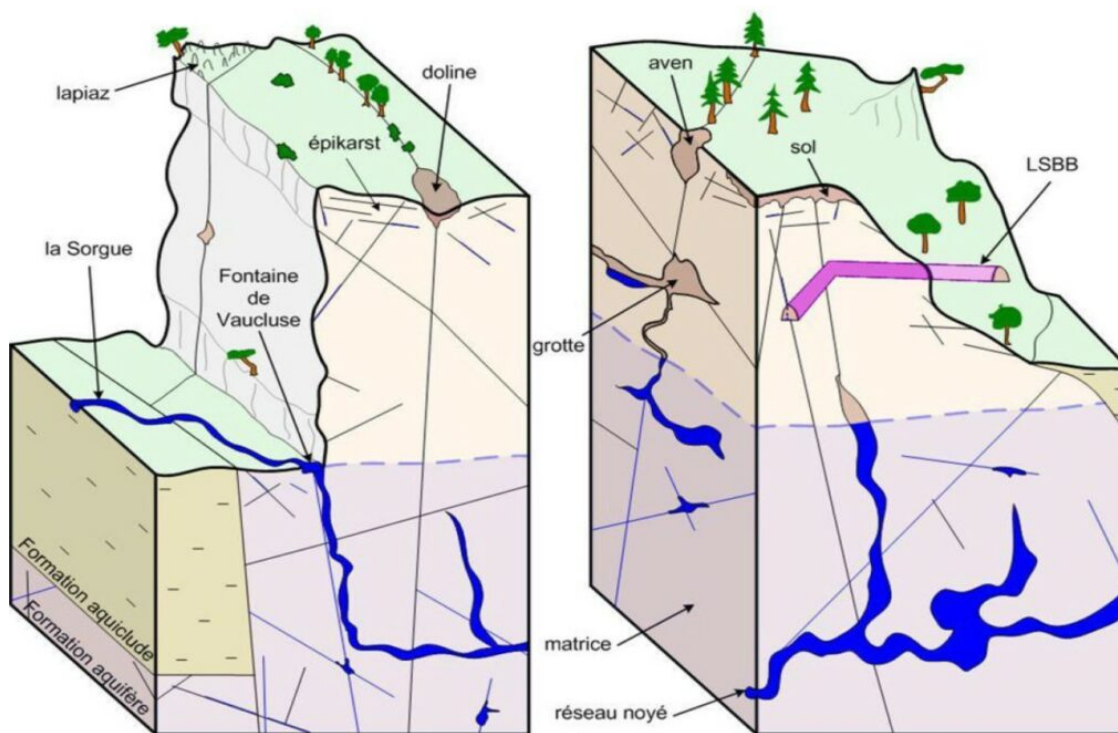 lapiaz
doline
épikarst
la Sorgue
Fontaine
de
Vaucluse
Formation aquiclude
Formation aquifère
aven
sol
LSBB
grotte
matrice
réseau noyé